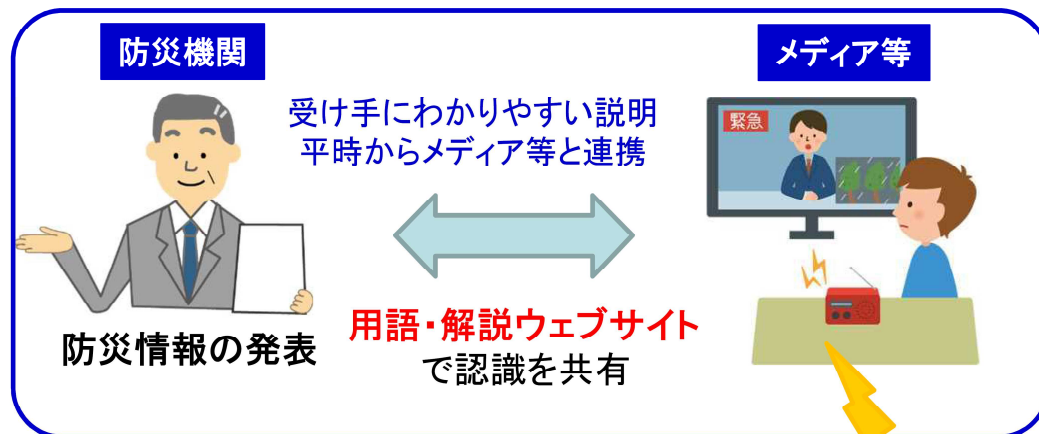 防災機関
メディア等
受け手にわかりやすい説明
平時からメディア等と連携
緊急
防災情報の発表
用語・解説ウェブサイト
で認識を共有